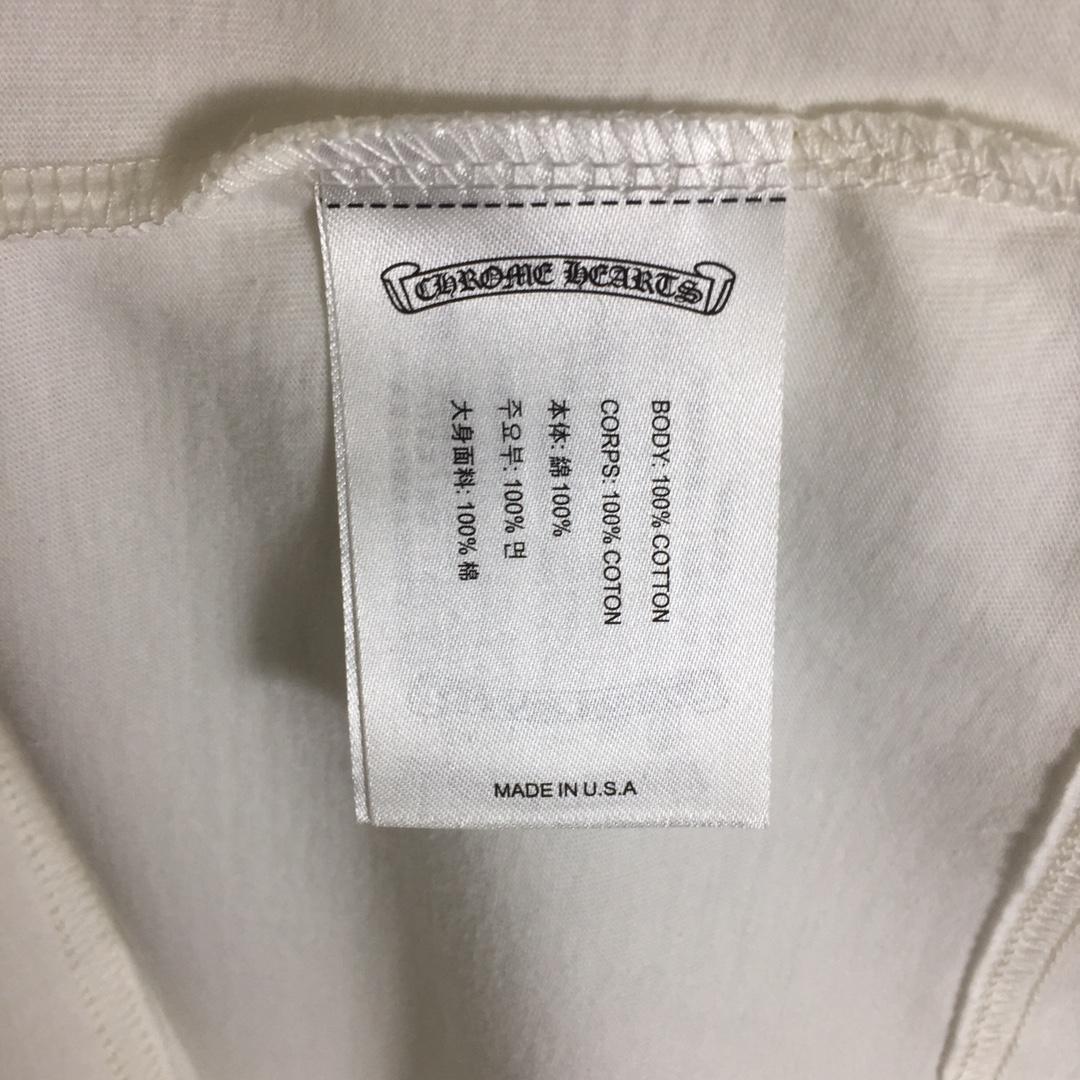 CHROME HEARTS
BODY: 100% COTTON
CORPS: 100% COTON
本体: 綿 100%
주요부: 100% 면
大身面料: 100% 棉
MADE IN U.S.A